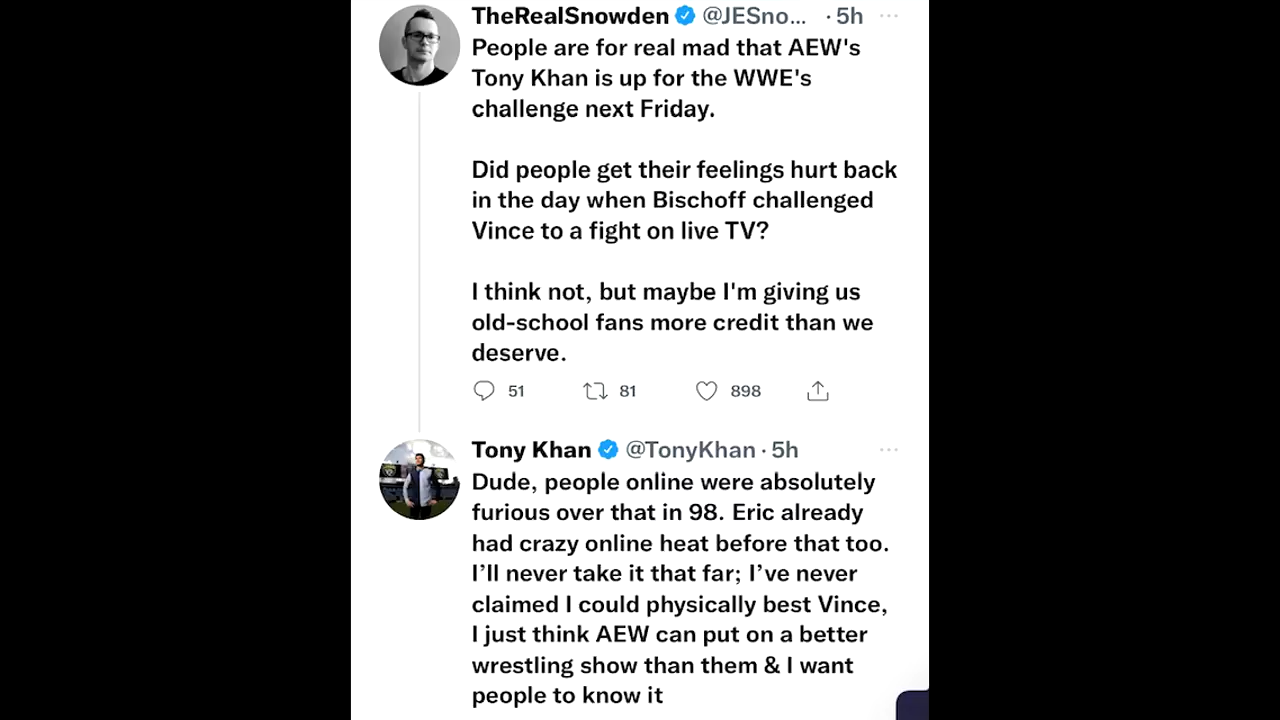 TheRealSnowden @JESno... · 5h ...
People are for real mad that AEW's
Tony Khan is up for the WWE's
challenge next Friday.
Did people get their feelings hurt back
in the day when Bischoff challenged
Vince to a fight on live TV?
I think not, but maybe I'm giving us
old-school fans more credit than we
deserve.
51 81 898
Tony Khan @TonyKhan · 5h ...
Dude, people online were absolutely
furious over that in 98. Eric already
had crazy online heat before that too.
I’ll never take it that far; I’ve never
claimed I could physically best Vince,
I just think AEW can put on a better
wrestling show than them & I want
people to know it